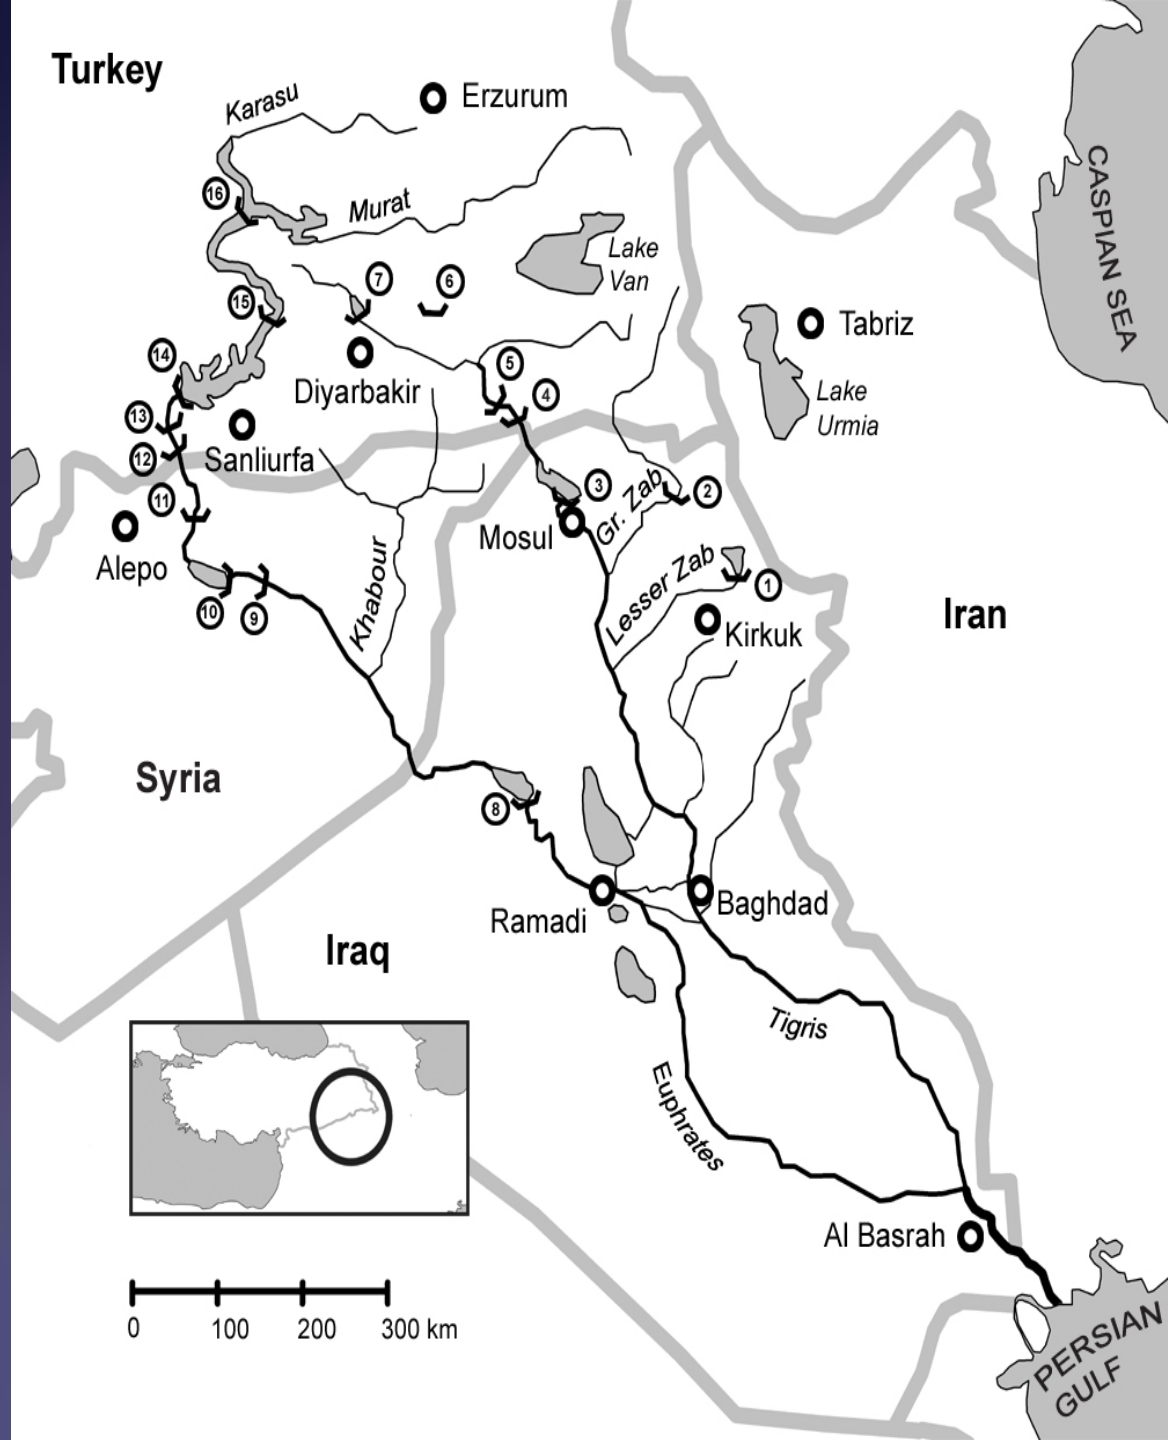 Turkey
Karasu
Erzurum
16
Murat
Lake
Van
7
6
15
Tabriz
CASPIAN SEA
14
Diyarbakir
5
4
Lake
Urmia
13
Sanliurfa
12
11
3
Gr. Zab
2
Mosul
Alepo
Khabour
Lesser Zab
1
10
9
Kirkuk
Iran
Syria
8
Ramadi
Baghdad
Iraq
Tigris
Euphrates
Al Basrah
0 100 200 300 km
PERSIAN
GULF